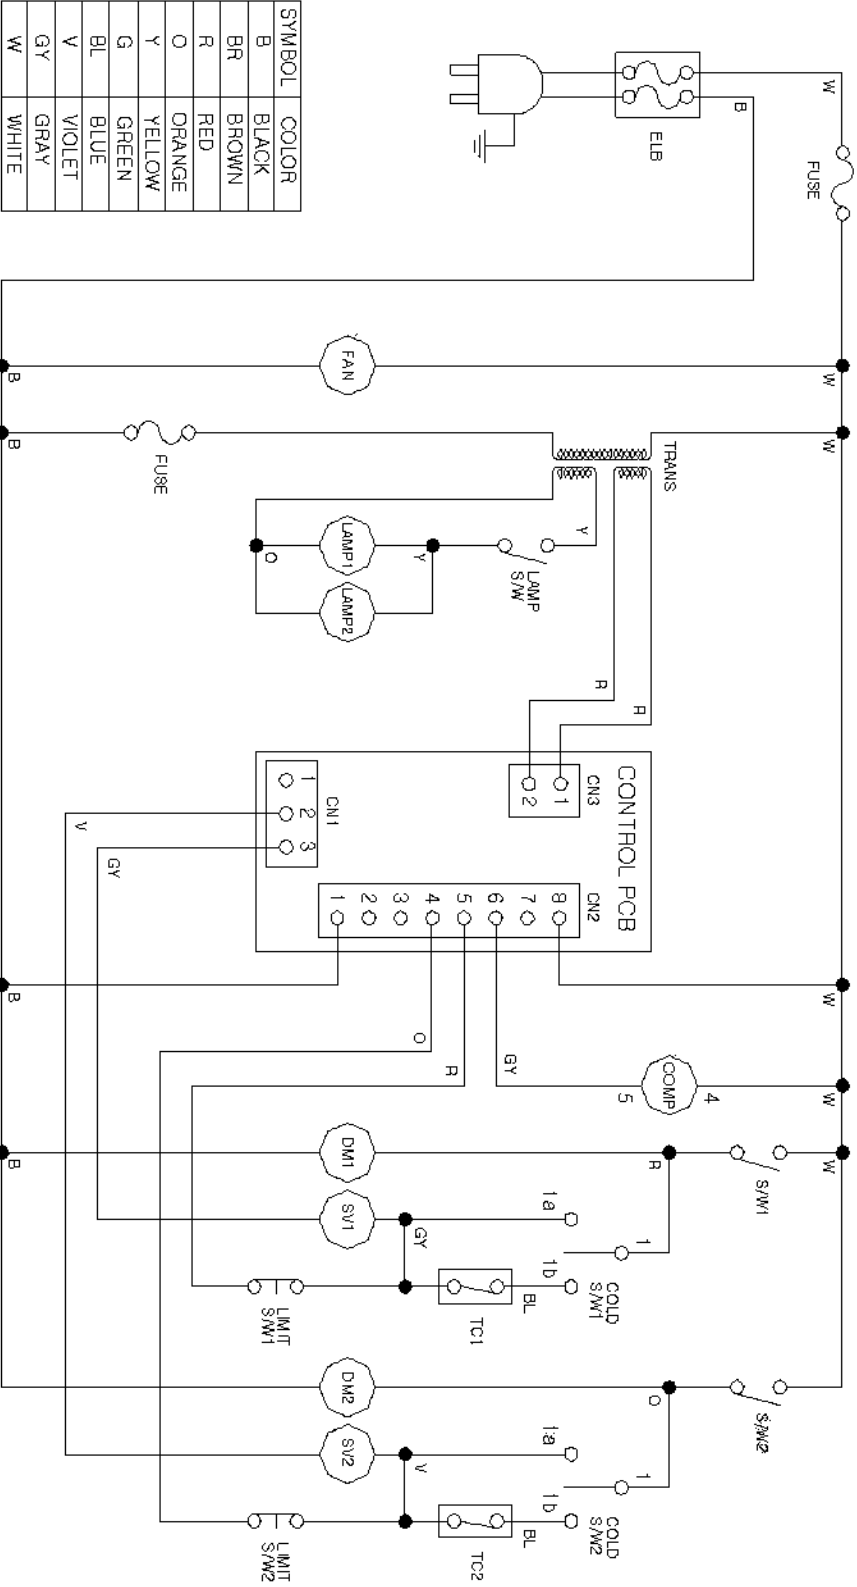 SYMBOL COLOR
B BLACK
BR BROWN
R RED
O ORANGE
Y YELLOW
G GREEN
BL BLUE
V VIOLET
GY GRAY
W WHITE
ELB
W
B
FUSE
FAN
B
W
B
FUSE
TRANS
W
Y
O
LAMP1
Y
LAMP
S/W
LAMP2
R
R
CONTROL PCB
CN3
1
2
CN1
1
2
3
CN2
1
2
3
4
5
6
7
8
V
GY
B
W
O
R
GY
5
COMP
4
W
B
DM1
R
S/W1
W
SV1
GY
1a
1
1b
COLD
S/W1
LIMIT
S/W1
TC1
BL
DM2
O
S/W2
SV2
V
1a
1
1b
COLD
S/W2
LIMIT
S/W2
TC2
BL